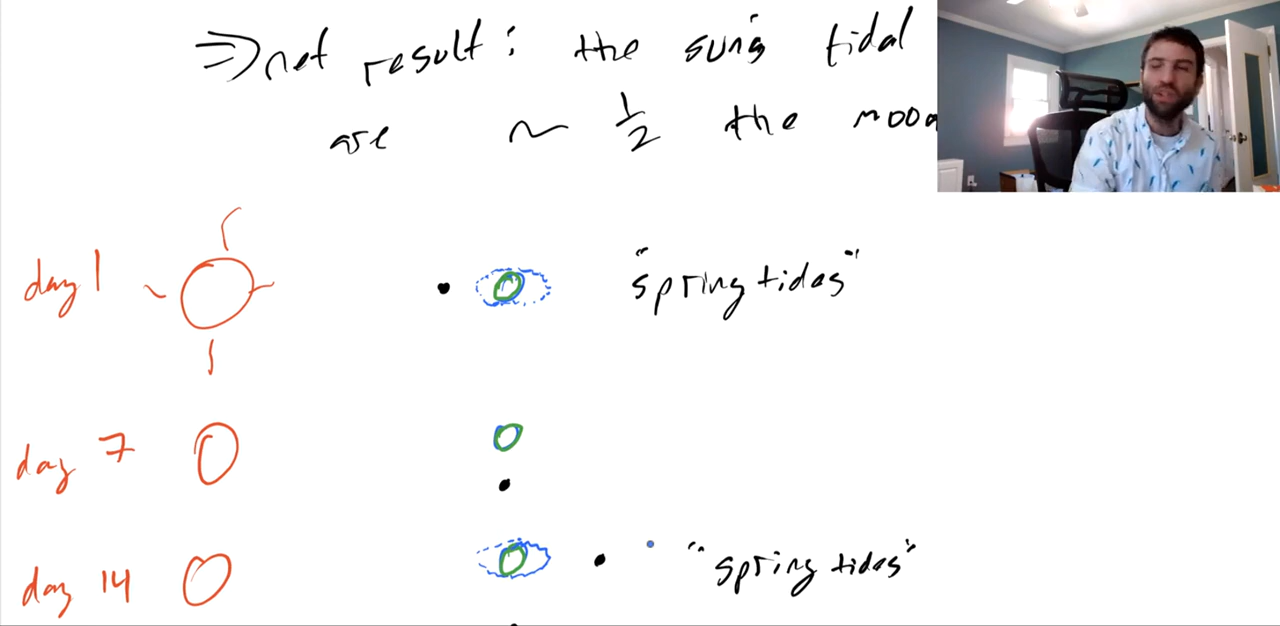 ⇒ net result: the sun's tidal
are ~ 1/2 the moo
day 1 "spring tides"
day 7
day 14 "spring tides"